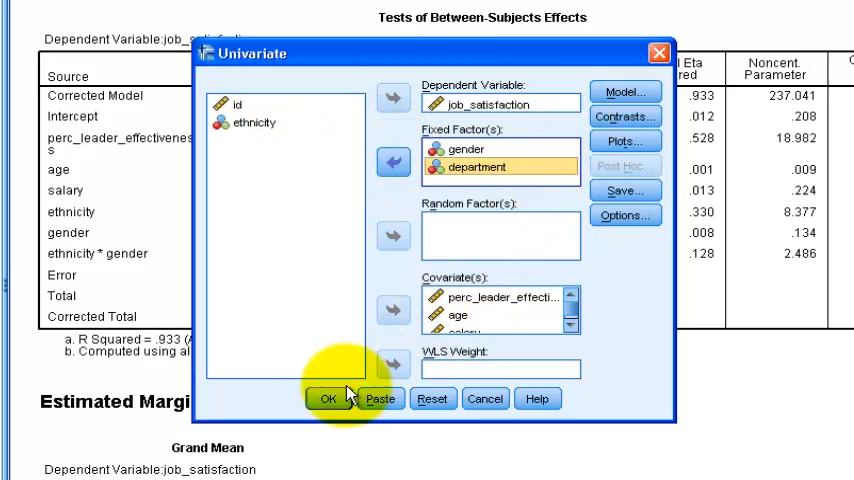 Tests of Between-Subjects Effects
Dependent Variable:job_satisfaction
Source
Noncent. Parameter
Corrected Model .933 237.041
Intercept .012 .208
perc_leader_effectivenes
s .528 18.982
age .001 .009
salary .013 .224
ethnicity .330 8.377
gender .008 .134
ethnicity * gender .128 2.486
Error
Total
Corrected Total
a. R Squared = .933
b. Computed using al
Univariate
id
ethnicity
Dependent Variable:
job_satisfaction
Fixed Factor(s):
gender
department
Random Factor(s):
Covariate(s):
perc_leader_effecti...
age
salary
WLS Weight:
Model...
Contrasts...
Plots...
Post Hoc...
Save...
Options...
OK Paste Reset Cancel Help
Estimated Margi
Grand Mean
Dependent Variable:job_satisfaction